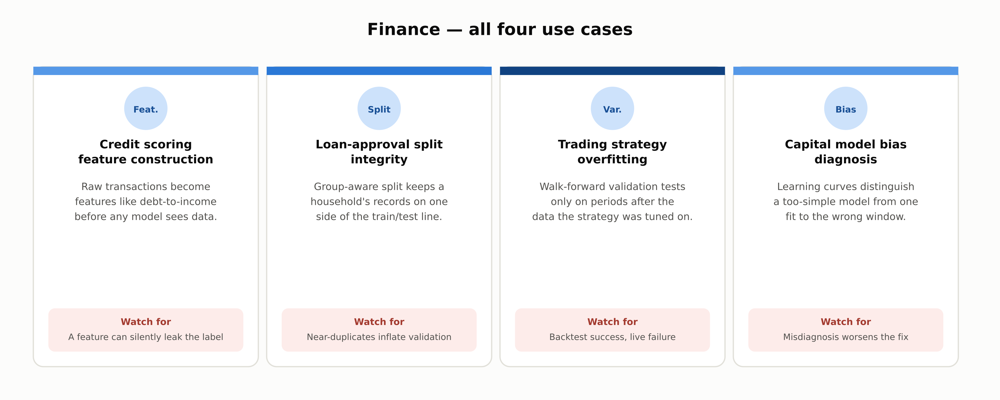 Finance — all four use cases
Feat.
Credit scoring
feature construction
Raw transactions become
features like debt-to-income
before any model sees data.
Watch for
A feature can silently leak the label
Split
Loan-approval split
integrity
Group-aware split keeps a
household's records on one
side of the train/test line.
Watch for
Near-duplicates inflate validation
Var.
Trading strategy
overfitting
Walk-forward validation tests
only on periods after the
data the strategy was tuned on.
Watch for
Backtest success, live failure
Bias
Capital model bias
diagnosis
Learning curves distinguish
a too-simple model from one
fit to the wrong window.
Watch for
Misdiagnosis worsens the fix